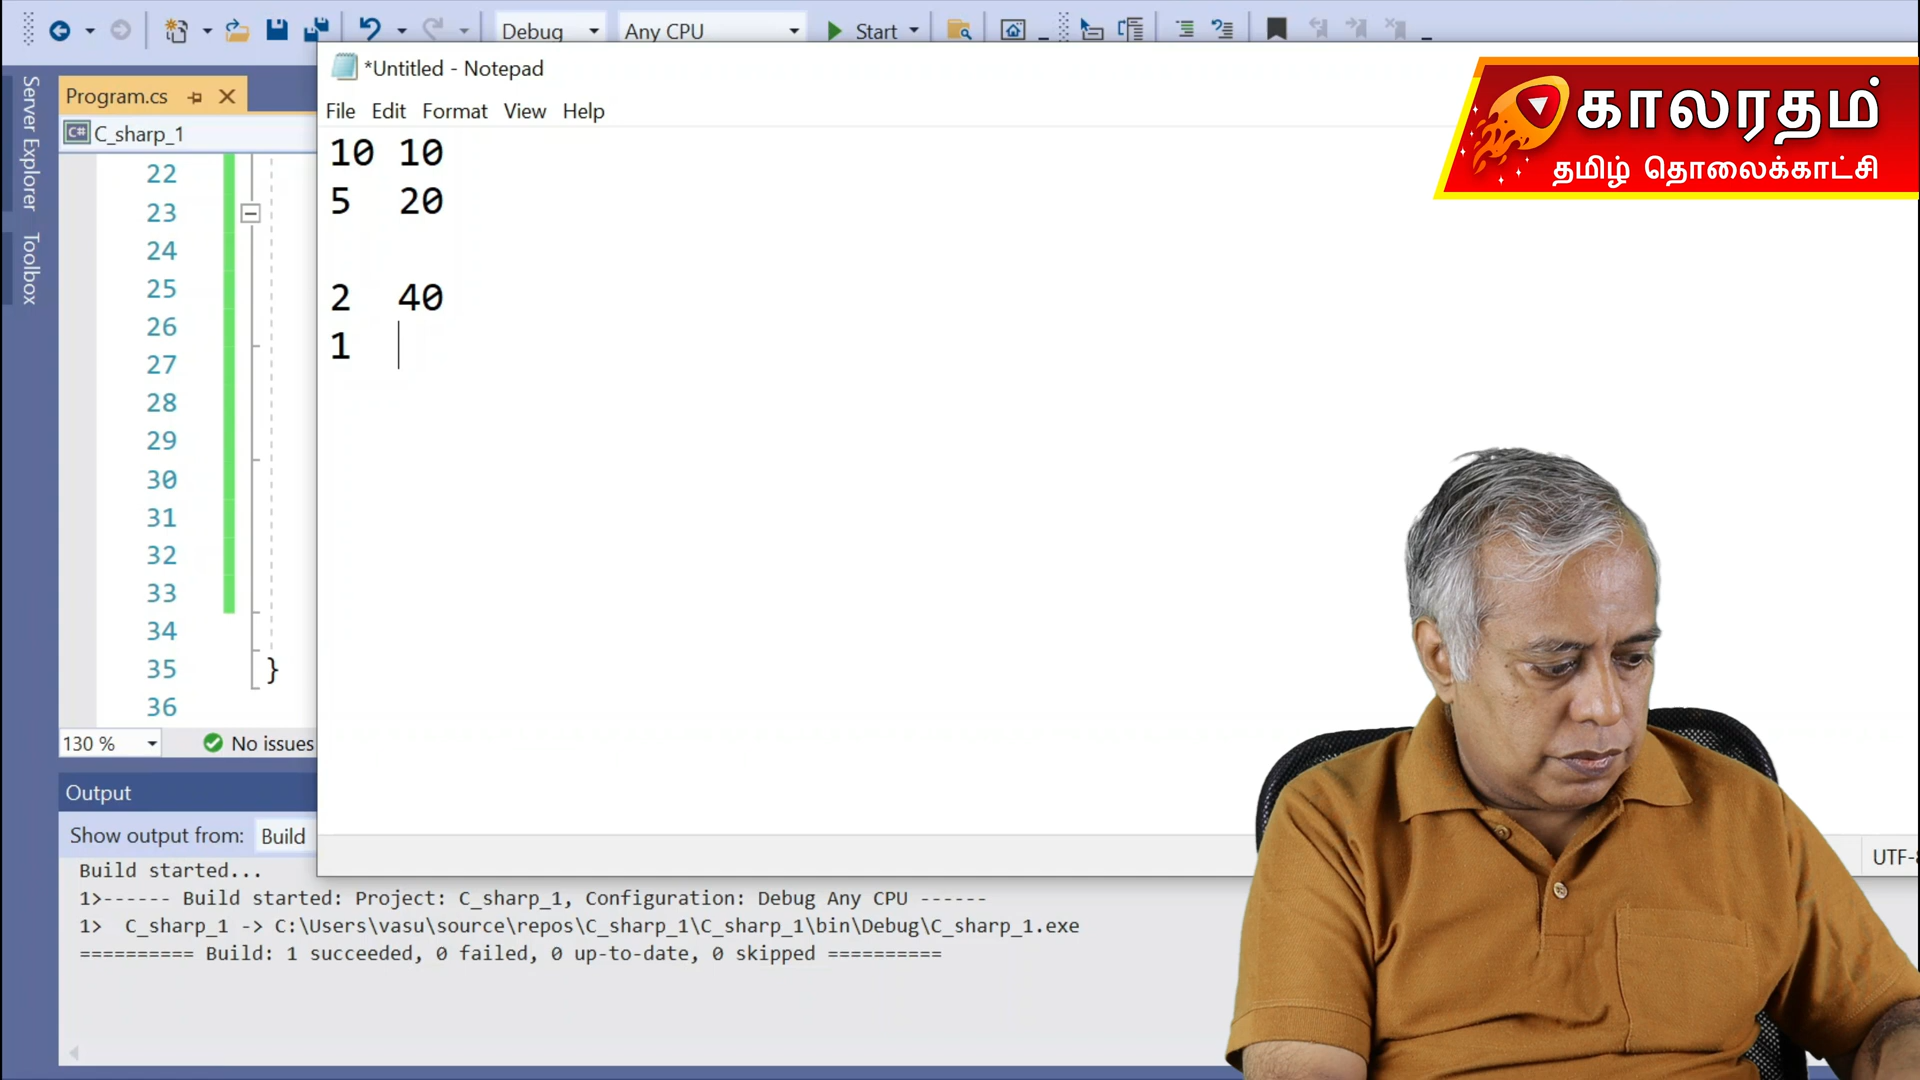 Debug
Any CPU
Start
*Untitled - Notepad
File Edit Format View Help
10 10
5 20
2 40
1
காலரதம்
தமிழ் தொலைக்காட்சி
Server Explorer
Toolbox
Program.cs
C# C_sharp_1
22
23
24
25
26
27
28
29
30
31
32
33
34
35 }
36
130 % No issues
UTF-8
Output
Show output from: Build
Build started...
1>------ Build started: Project: C_sharp_1, Configuration: Debug Any CPU ------
1> C_sharp_1 -> C:\Users\vasu\source\repos\C_sharp_1\C_sharp_1\bin\Debug\C_sharp_1.exe
========== Build: 1 succeeded, 0 failed, 0 up-to-date, 0 skipped ==========